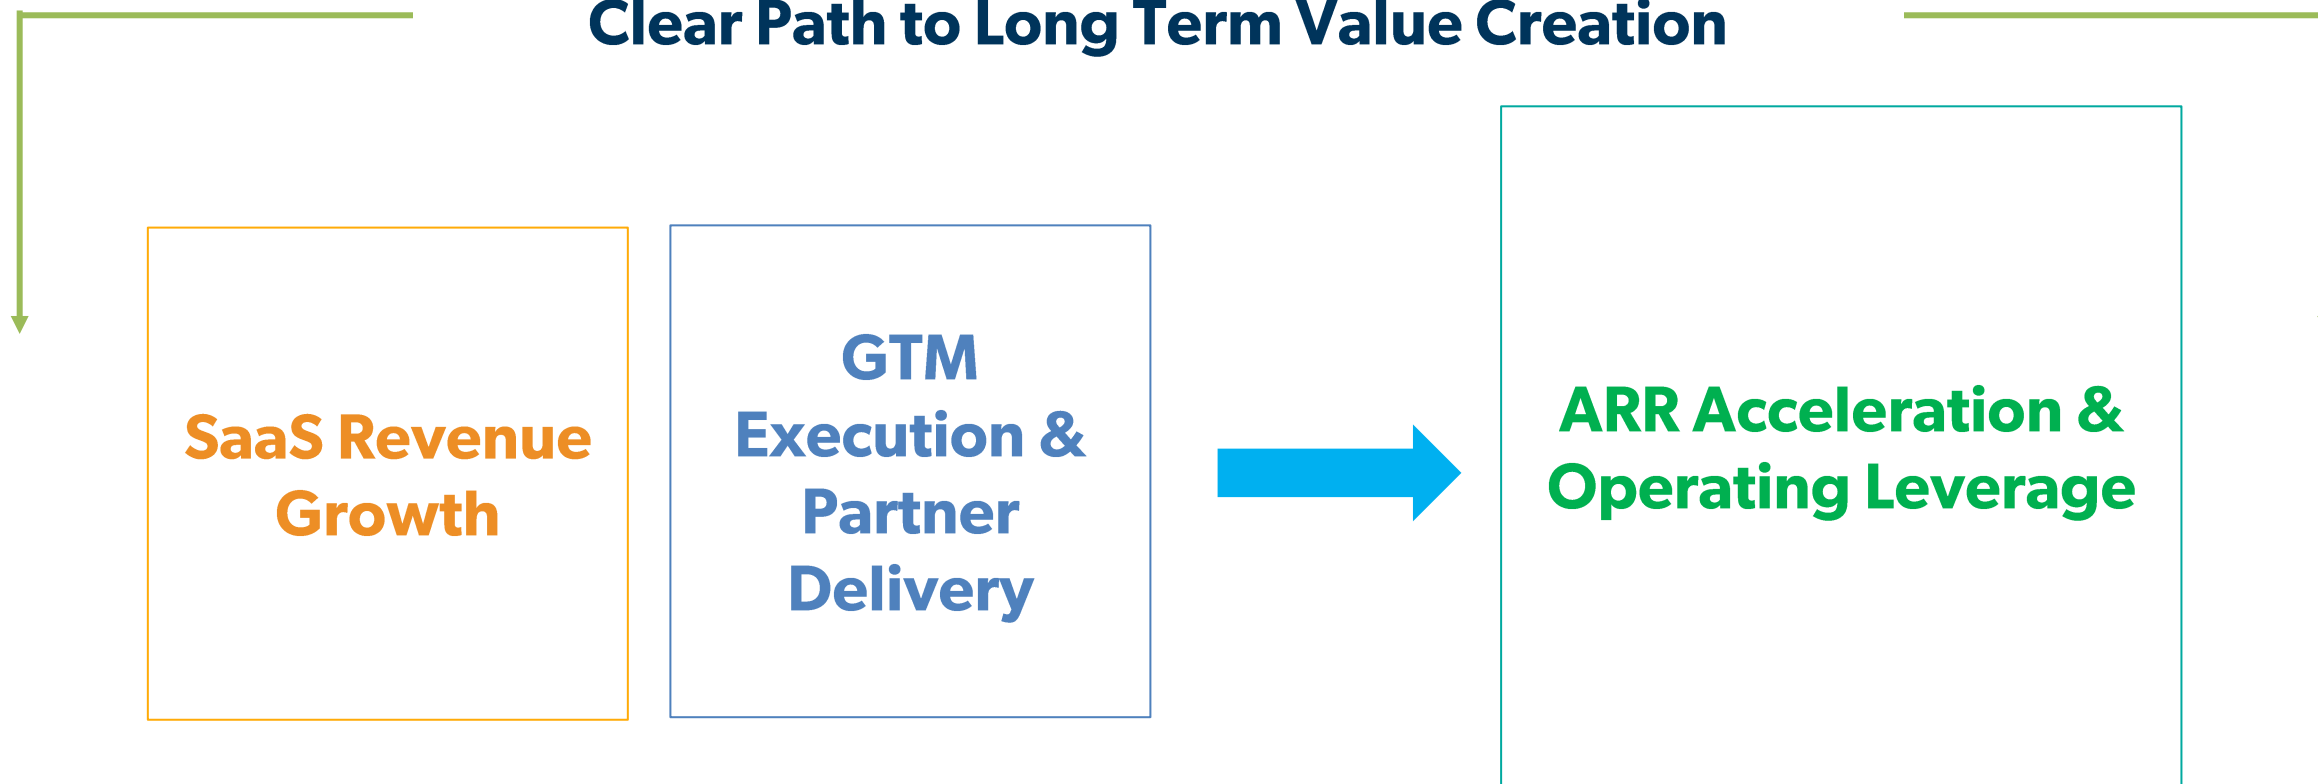 Clear Path to Long Term Value Creation
SaaS Revenue
Growth
GTM
Execution &
Partner
Delivery
ARR Acceleration &
Operating Leverage